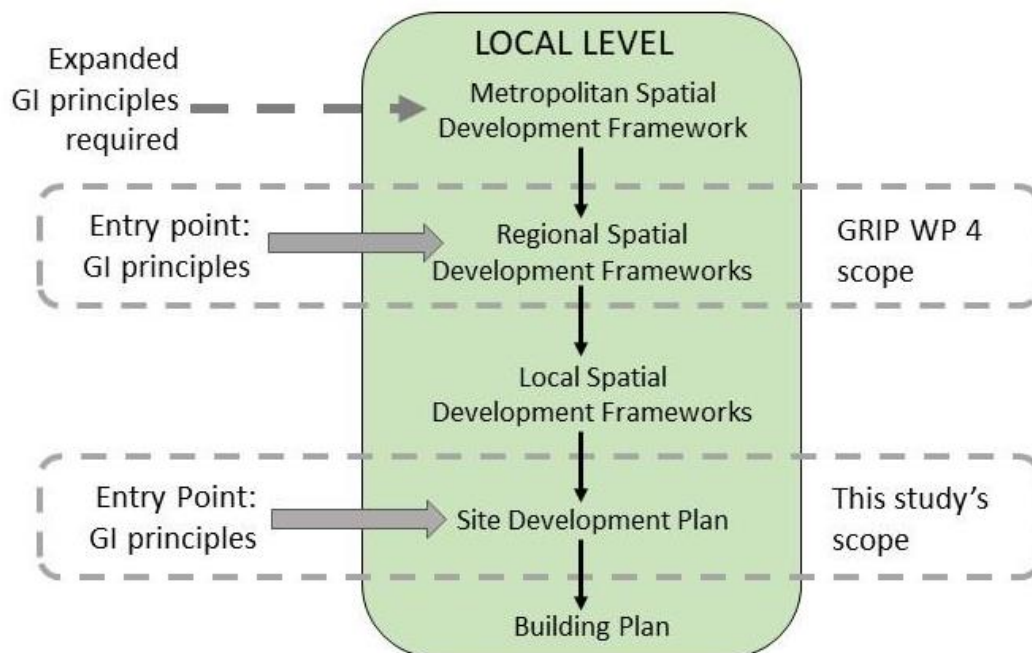 LOCAL LEVEL
Expanded
GI principles
required
Metropolitan Spatial
Development Framework
Entry point:
GI principles
Regional Spatial
Development Frameworks
GRIP WP 4
scope
Local Spatial
Development Frameworks
Entry Point:
GI principles
Site Development Plan
This study's
scope
Building Plan